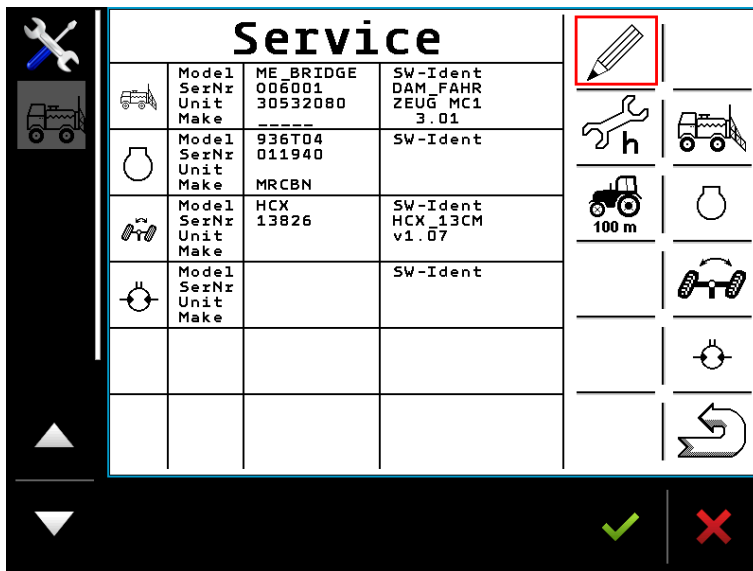 Service
Model ME_BRIDGE SW-Ident
SerNr 006001 DAM_FAHR
Unit 30532080 ZEUG MC1
Make _____ 3.01
Model 936T04 SW-Ident
SerNr 011940
Unit
Make MRCBN
Model HCX SW-Ident
SerNr 13826 HCX_13CM
Unit v1.07
Make
Model SW-Ident
SerNr
Unit
Make
h
100 m